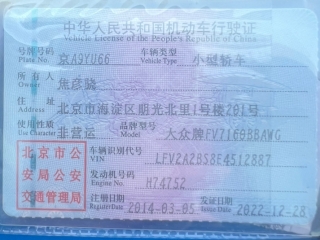 中华人民共和国机动车行驶证
Vehicle License of the People's Republic of China
号牌号码 京A9YU66 车辆类型 小型轿车
Plate No. Vehicle Type
所有人 焦彦骁
Owner
住址 北京市海淀区明光北里1号楼201号
Address
使用性质 非营运 品牌型号 大众牌FV7160BBAWG
Use Character Model
北京市公 车辆识别代号 LFV2A2BS8E4512887
VIN
安局公安 发动机号码 H74752
Engine No.
交通管理局 注册日期 2014-03-05 发证日期 2022-12-28
Register Date Issue Date